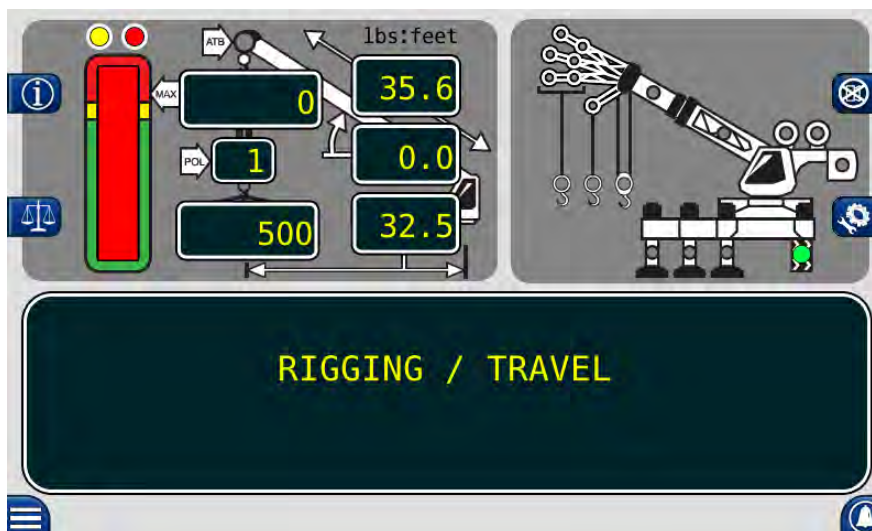 ATB
lbs:feet
MAX
0
35.6
POL
1
0.0
500
32.5
RIGGING / TRAVEL